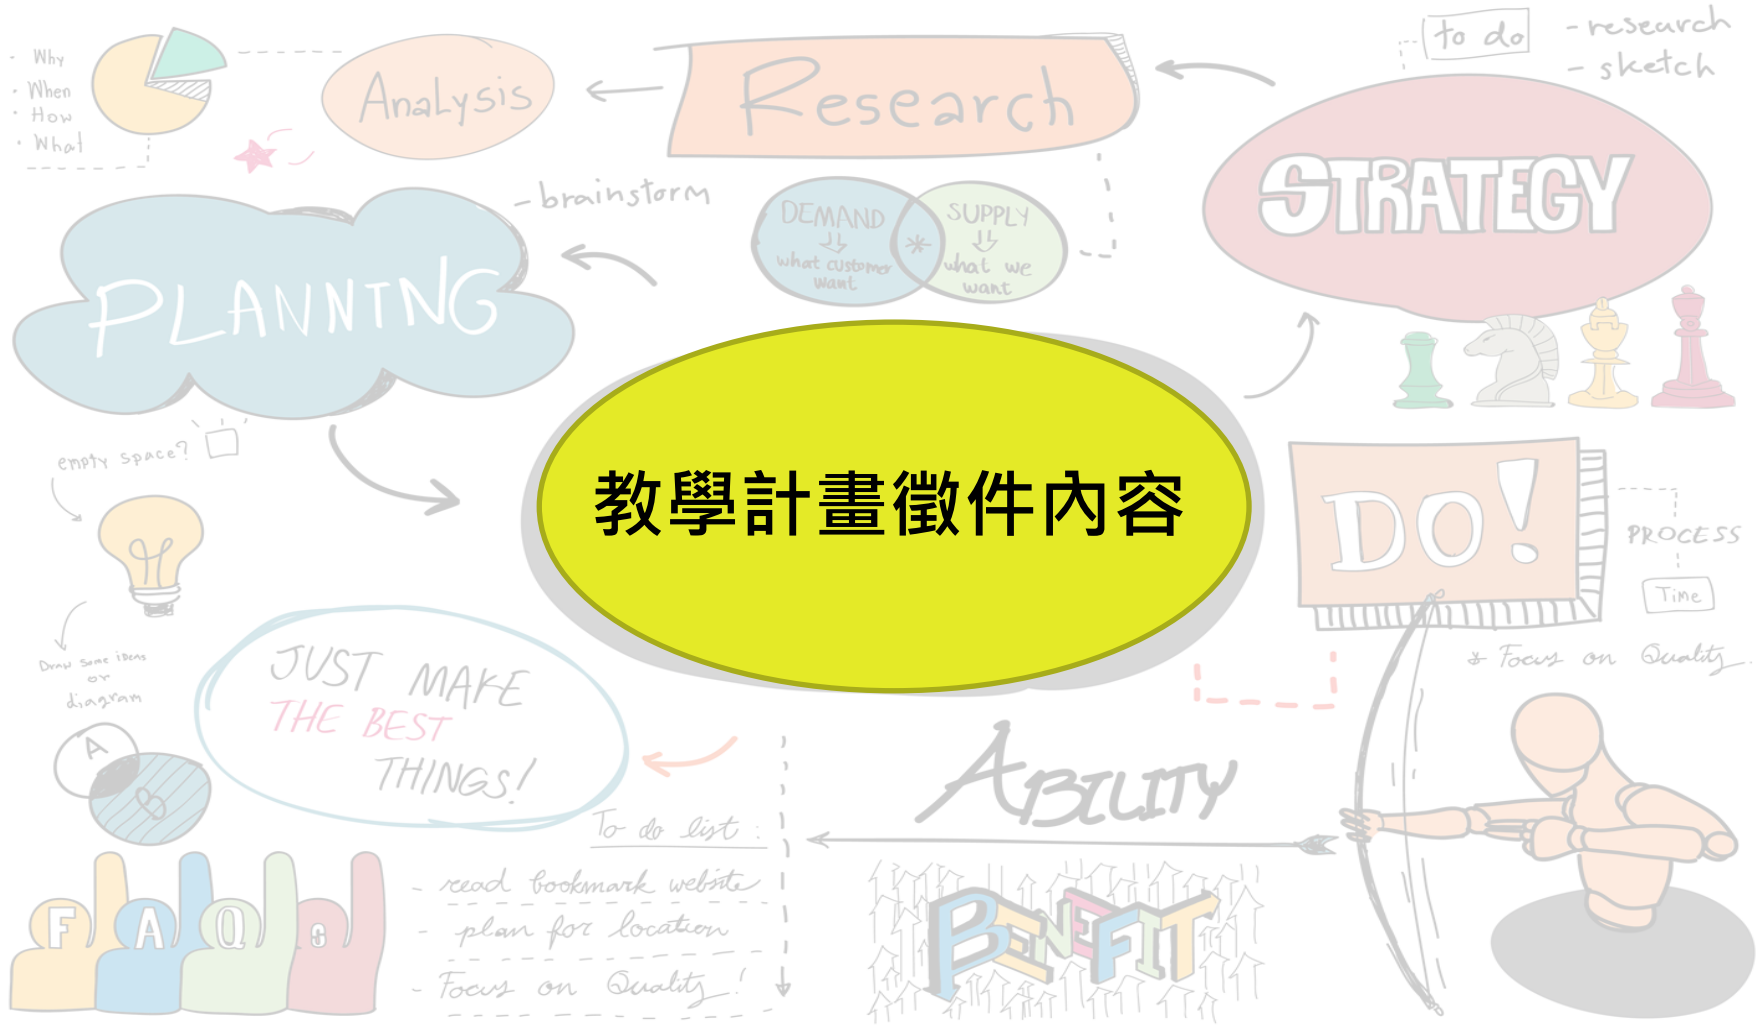 to do
- research
- sketch
· Why
· When
· How
· What
Analysis
Research
STRATEGY
- brainstorm
DEMAND
what customer
want
*
SUPPLY
what we
want
PLANNING
empty space?
教學計畫徵件內容
DO!
PROCESS
Time
* Focus on Quality
Draw some ideas
or
diagram
JUST MAKE
THE BEST
THINGS!
A
B
ABILITY
To do list :
- read bookmark website
- plan for location
- Focus on Quality!
FAQs
BENEFIT